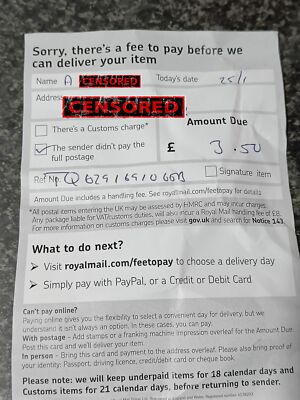 Sorry, there's a fee to pay before we
can deliver your item
Name A CENSORED Today's date 25/1
Address CENSORED
There's a Customs charge*
Amount Due
The sender didn't pay the
full postage
£ 3.50
Ref No. Signature item
Amount Due includes a handling fee. See royalmail.com/feetopay for details
*All postal items entering the UK may be assessed by HMRC and may incur charges.
Any package liable for VAT/customs duties, will also incur a Royal Mail handling fee of £8.
For more information on customs charges please visit gov.uk and search for Notice 143.
What to do next?
Visit royalmail.com/feetopay to choose a delivery day
Simply pay with PayPal, or a Credit or Debit Card
Can't pay online?
Paying online gives you the flexibility to select a convenient day for delivery, but we
understand it isn't always an option. In these cases, you can pay.
With postage - Add stamps or a franking machine impression overleaf for the Amount Due.
Post this card and we'll deliver your item.
In person - Bring this card and payment to the address overleaf. Please also bring proof of
your identity: Passport, driving licence, credit/debit card or cheque book.
Please note: we will keep underpaid items for 18 calendar days and
Customs items for 21 calendar days, before returning to sender.